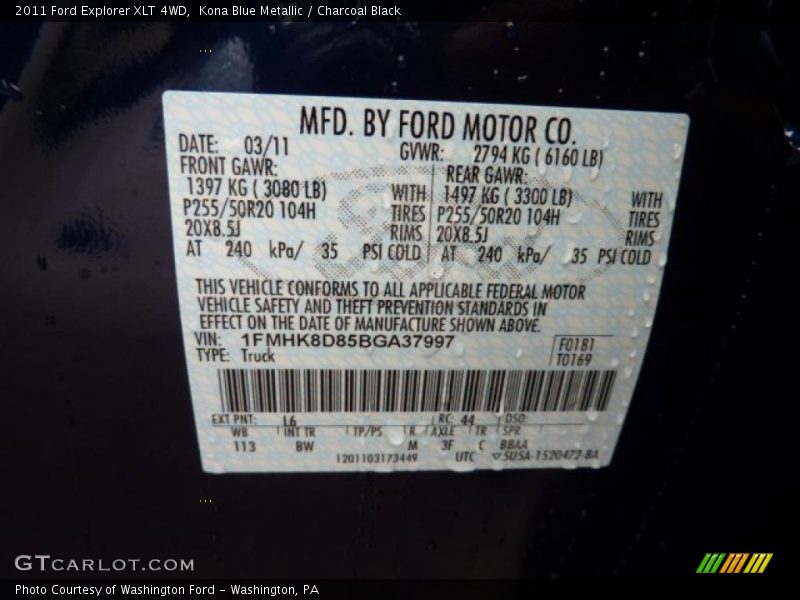 2011 Ford Explorer XLT 4WD, Kona Blue Metallic / Charcoal Black
MFD. BY FORD MOTOR CO.
DATE: 03/11 GVWR: 2794 KG ( 6160 LB)
FRONT GAWR: REAR GAWR:
1397 KG ( 3080 LB) WITH 1497 KG ( 3300 LB) WITH
P255/50R20 104H TIRES P255/50R20 104H TIRES
20X8.5J RIMS 20X8.5J RIMS
AT 240 kPa/ 35 PSI COLD AT 240 kPa/ 35 PSI COLD
THIS VEHICLE CONFORMS TO ALL APPLICABLE FEDERAL MOTOR
VEHICLE SAFETY AND THEFT PREVENTION STANDARDS IN
EFFECT ON THE DATE OF MANUFACTURE SHOWN ABOVE.
VIN: 1FMHK8D85BGA37997 F0181
TYPE: Truck T0169
EXT PNT: L6 RC: 44 DSO:
WB INT TR TP/PS R AXLE TR SPR
113 BW M 3F C BBAA
1201103173449 UTC 5USA-1520472-BA
GTCARLOT.COM
Photo Courtesy of Washington Ford - Washington, PA